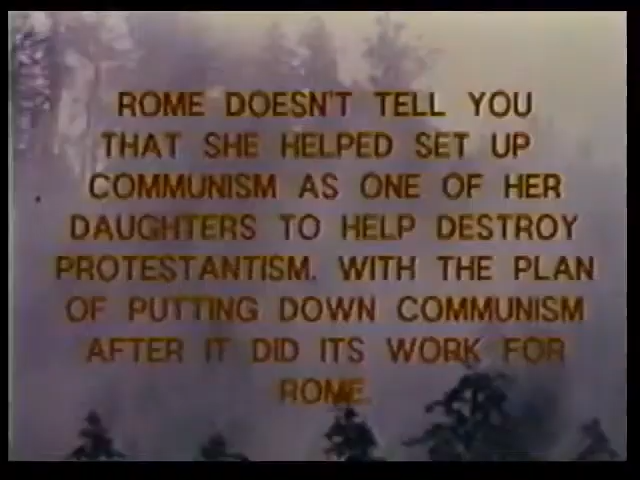 ROME DOESN'T TELL YOU
THAT SHE HELPED SET UP
COMMUNISM AS ONE OF HER
DAUGHTERS TO HELP DESTROY
PROTESTANTISM. WITH THE PLAN
OF PUTTING DOWN COMMUNISM
AFTER IT DID ITS WORK FOR
ROME.